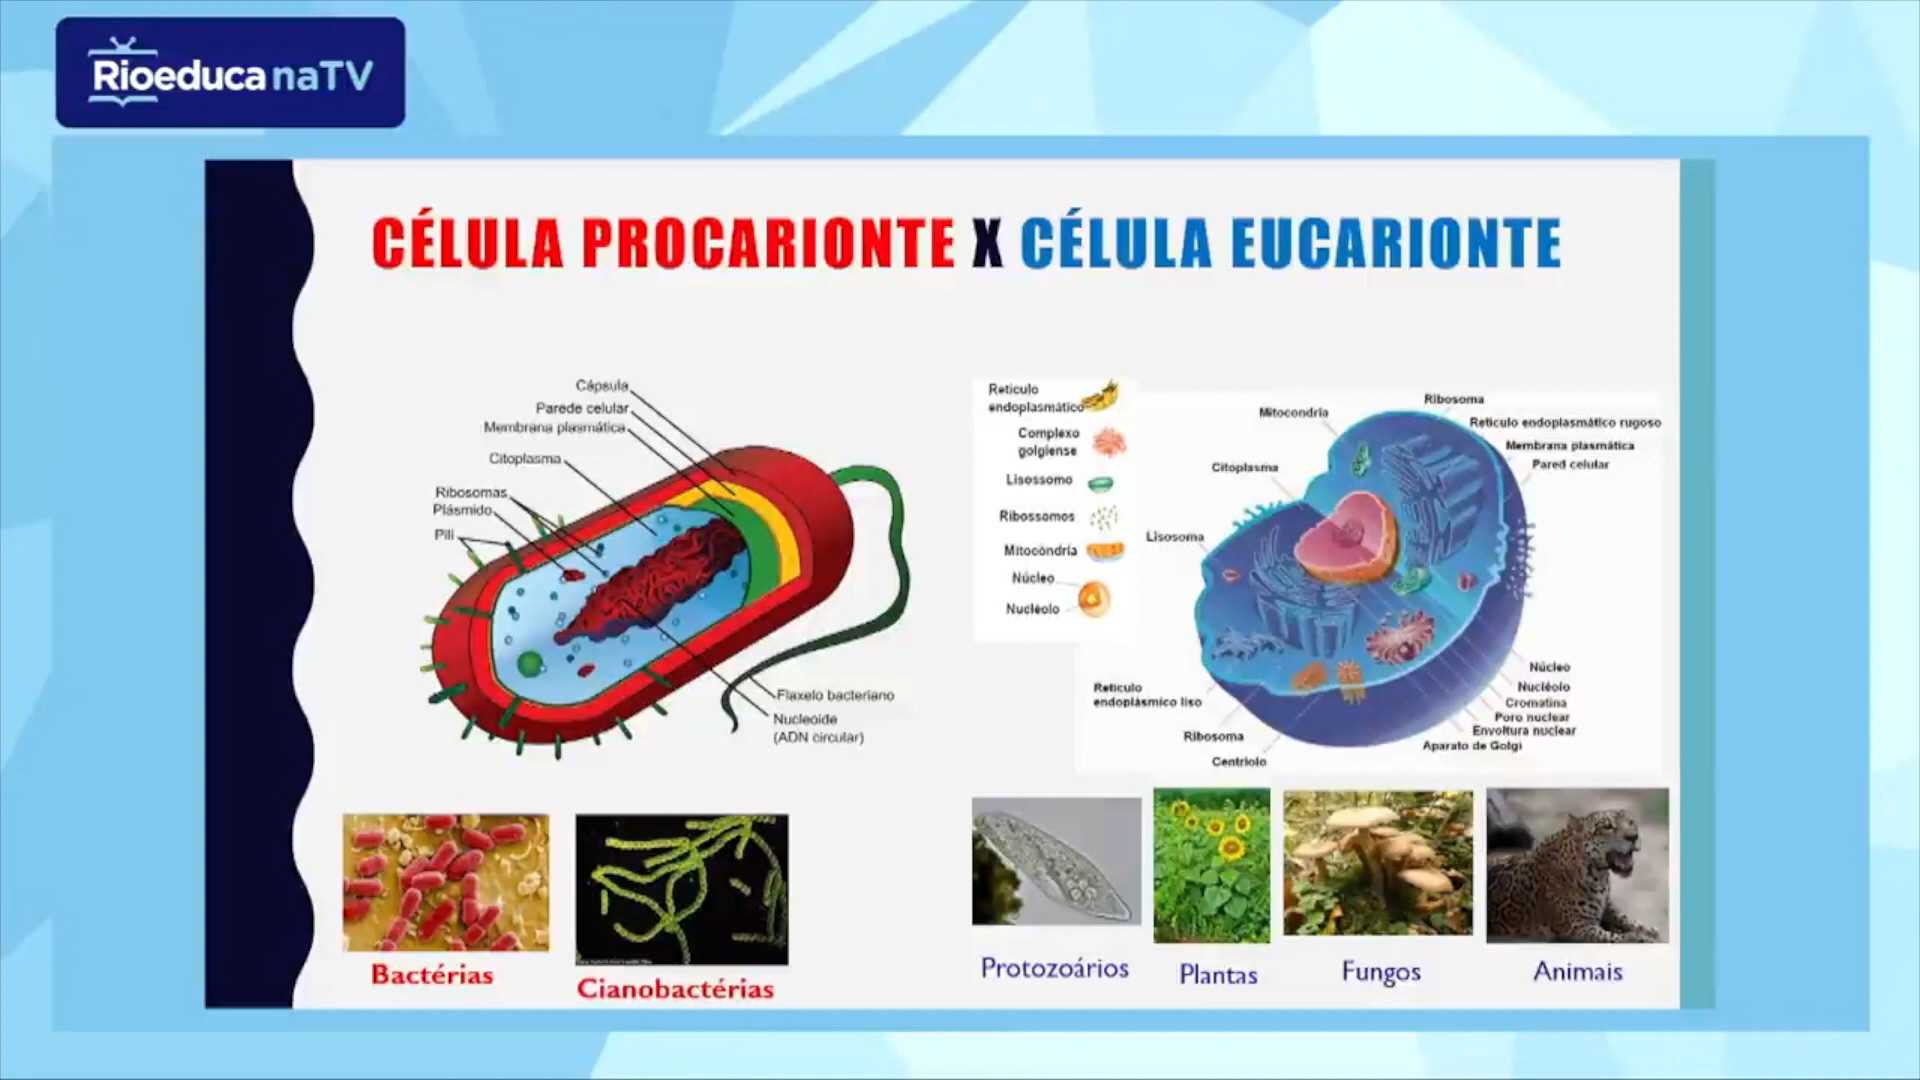 Rioeduca naTV
CÉLULA PROCARIONTE X CÉLULA EUCARIONTE
Cápsula
Parede celular
Membrana plasmática
Citoplasma
Ribosomas
Plásmido
Pili
Flaxelo bacteriano
Nucleoide
(ADN circular)
Reticulo
endoplasmático
Complexo
golgiense
Lisossomo
Ribossomos
Mitocôndria
Núcleo
Nucléolo
Ribosoma
Mitocondria
Reticulo endoplasmático rugoso
Membrana plasmática
Pared celular
Citoplasma
Lisosoma
Reticulo
endoplásmico liso
Ribosoma
Centriolo
Núcleo
Nucléolo
Cromatina
Poro nuclear
Envoltura nuclear
Aparato de Golgi
Bactérias
Cianobactérias
Protozoários
Plantas
Fungos
Animais